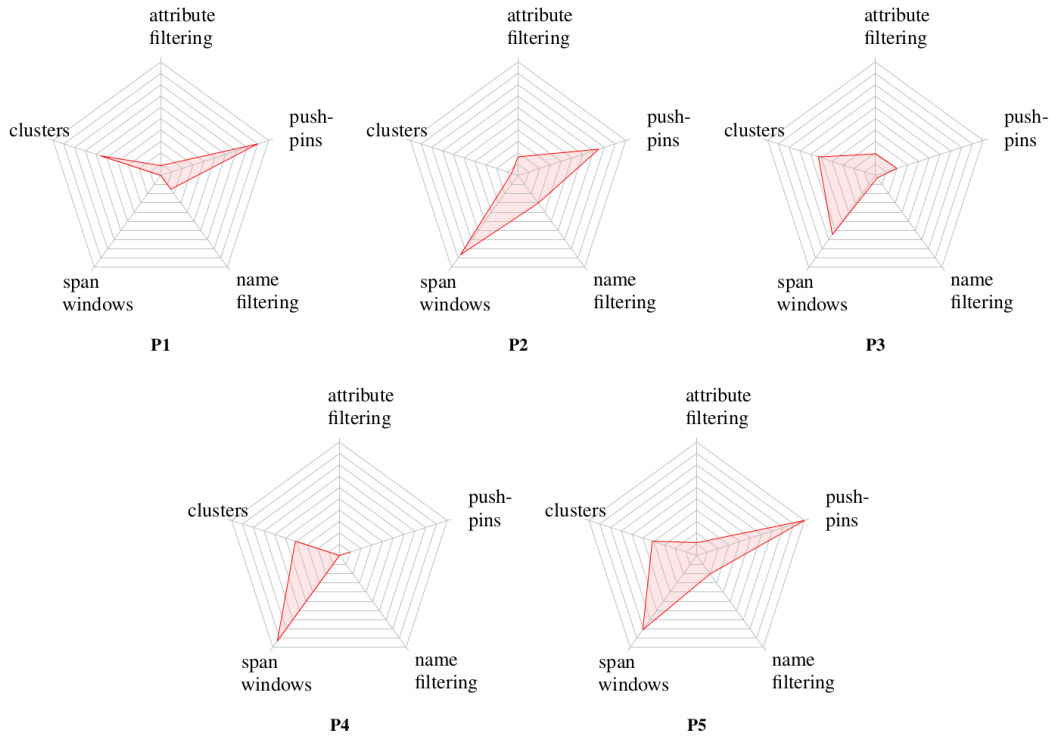 attribute
filtering
push-
pins
clusters
span
windows
name
filtering
P1
attribute
filtering
push-
pins
clusters
span
windows
name
filtering
P2
attribute
filtering
push-
pins
clusters
span
windows
name
filtering
P3
attribute
filtering
push-
pins
clusters
span
windows
name
filtering
P4
attribute
filtering
push-
pins
clusters
span
windows
name
filtering
P5